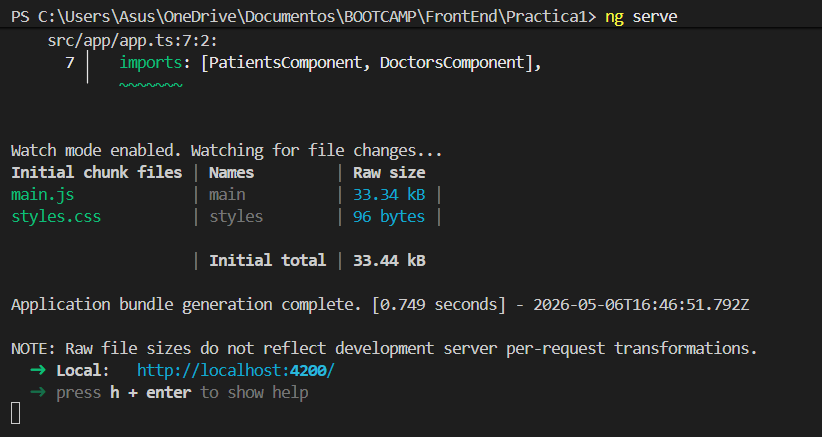 PS C:\Users\Asus\OneDrive\Documentos\BOOTCAMP\FrontEnd\Practica1> ng serve
src/app/app.ts:7:2:
7 │ imports: [PatientsComponent, DoctorsComponent],
~~~~~~~
Watch mode enabled. Watching for file changes...
Initial chunk files | Names | Raw size
main.js | main | 33.34 kB |
styles.css | styles | 96 bytes |
| Initial total | 33.44 kB
Application bundle generation complete. [0.749 seconds] - 2026-05-06T16:46:51.792Z
NOTE: Raw file sizes do not reflect development server per-request transformations.
➜ Local: http://localhost:4200/
➜ press h + enter to show help